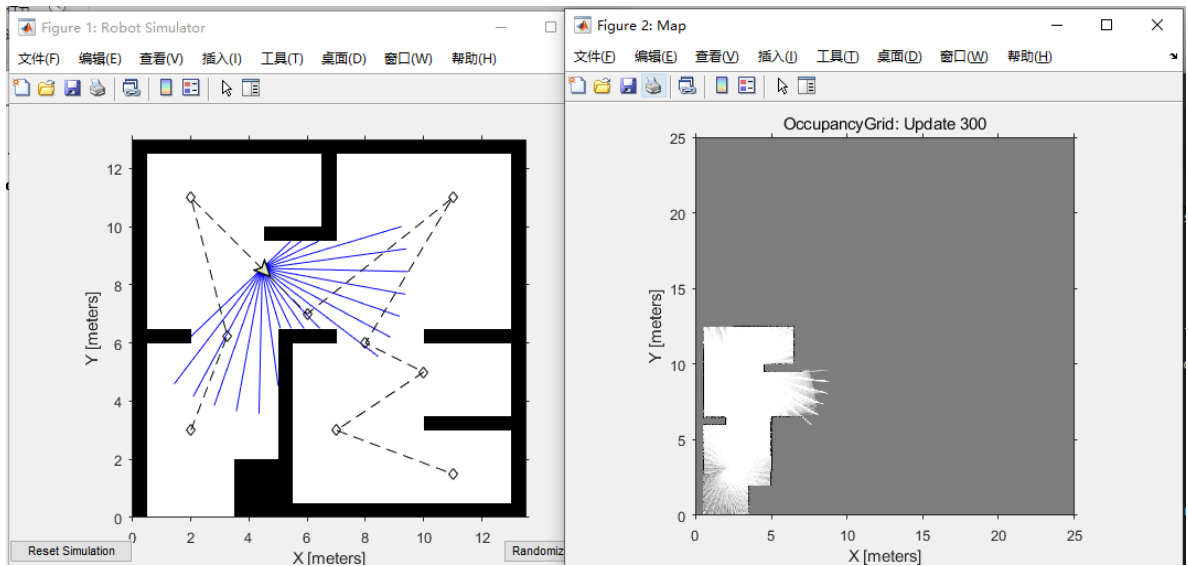 Figure 1: Robot Simulator
文件(F) 编辑(E) 查看(V) 插入(I) 工具(T) 桌面(D) 窗口(W) 帮助(H)
12
10
8
6
4
2
0
Y [meters]
0 2 4 6 8 10 12
X [meters]
Reset Simulation
Randomiz
Figure 2: Map
文件(F) 编辑(E) 查看(V) 插入(I) 工具(T) 桌面(D) 窗口(W) 帮助(H)
OccupancyGrid: Update 300
25
20
15
10
5
0
Y [meters]
0 5 10 15 20 25
X [meters]